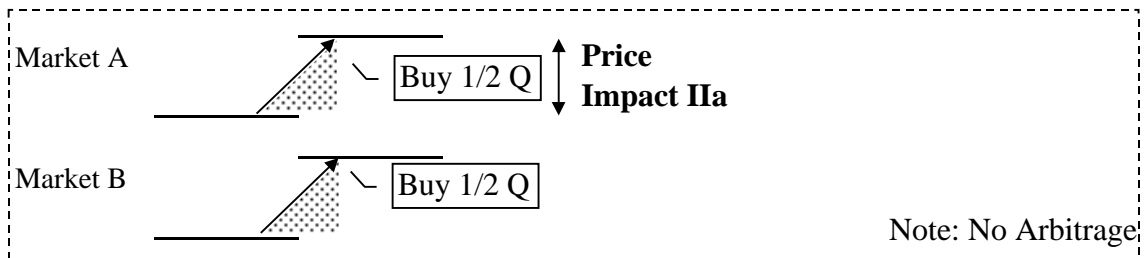 Market A
Buy 1/2 Q
Price
Impact IIa
Market B
Buy 1/2 Q
Note: No Arbitrage